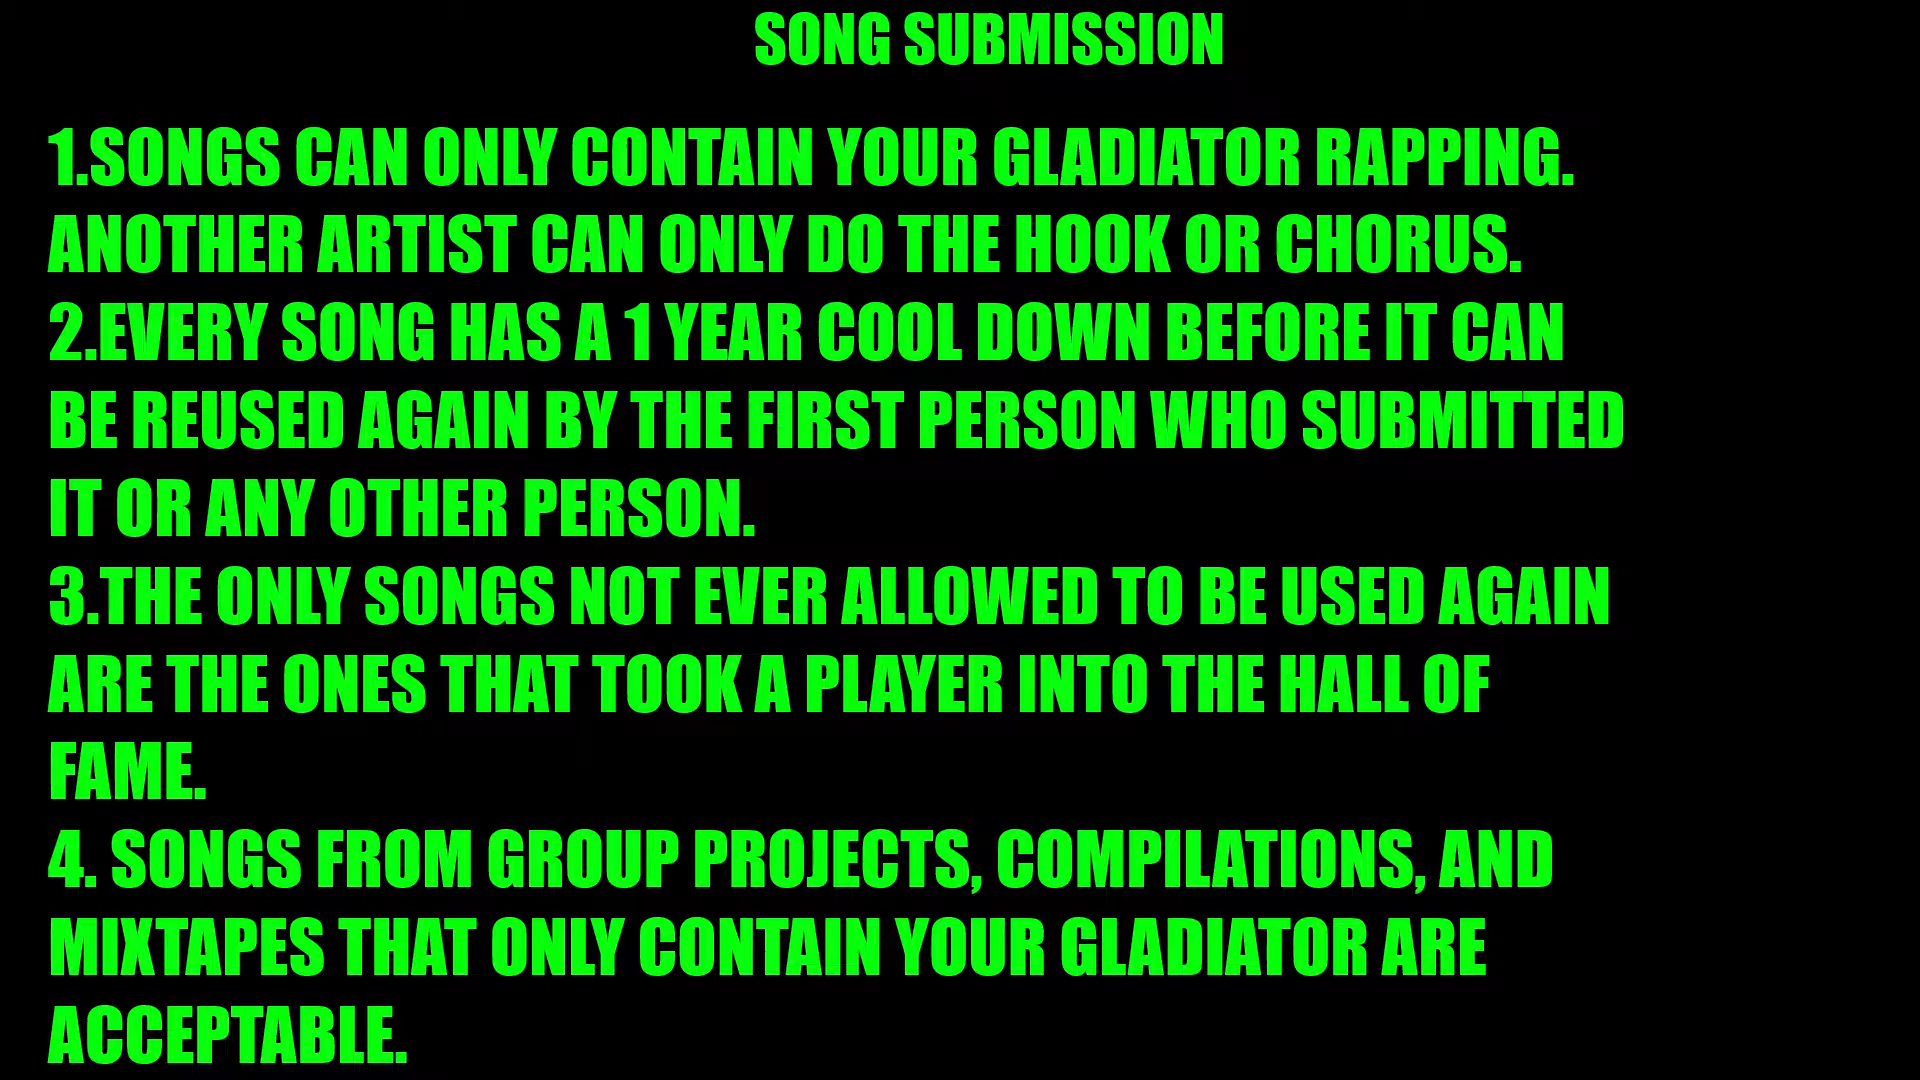 SONG SUBMISSION
1.SONGS CAN ONLY CONTAIN YOUR GLADIATOR RAPPING.
ANOTHER ARTIST CAN ONLY DO THE HOOK OR CHORUS.
2.EVERY SONG HAS A 1 YEAR COOL DOWN BEFORE IT CAN
BE REUSED AGAIN BY THE FIRST PERSON WHO SUBMITTED
IT OR ANY OTHER PERSON.
3.THE ONLY SONGS NOT EVER ALLOWED TO BE USED AGAIN
ARE THE ONES THAT TOOK A PLAYER INTO THE HALL OF
FAME.
4. SONGS FROM GROUP PROJECTS, COMPILATIONS, AND
MIXTAPES THAT ONLY CONTAIN YOUR GLADIATOR ARE
ACCEPTABLE.